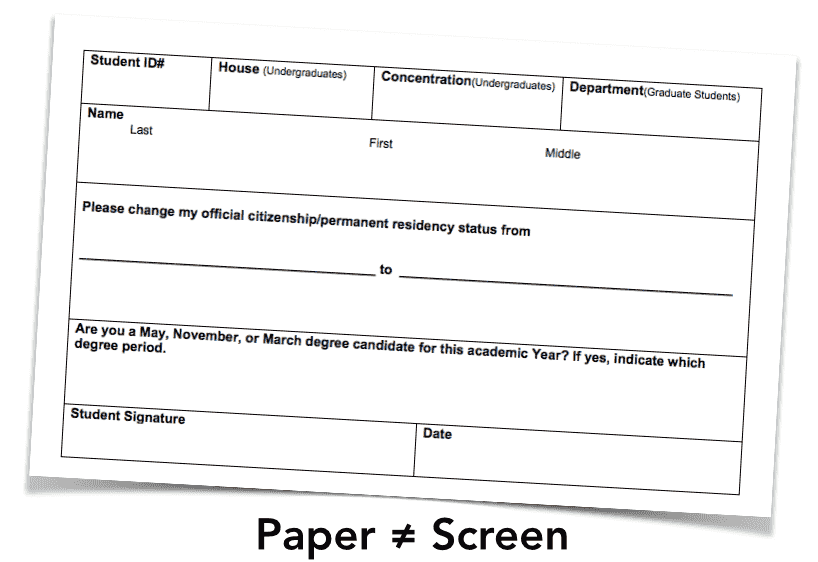 Student ID# House (Undergraduates) Concentration(Undergraduates) Department(Graduate Students)
Name
Last First Middle
Please change my official citizenship/permanent residency status from
to
Are you a May, November, or March degree candidate for this academic Year? If yes, indicate which
degree period.
Student Signature Date
Paper ≠ Screen